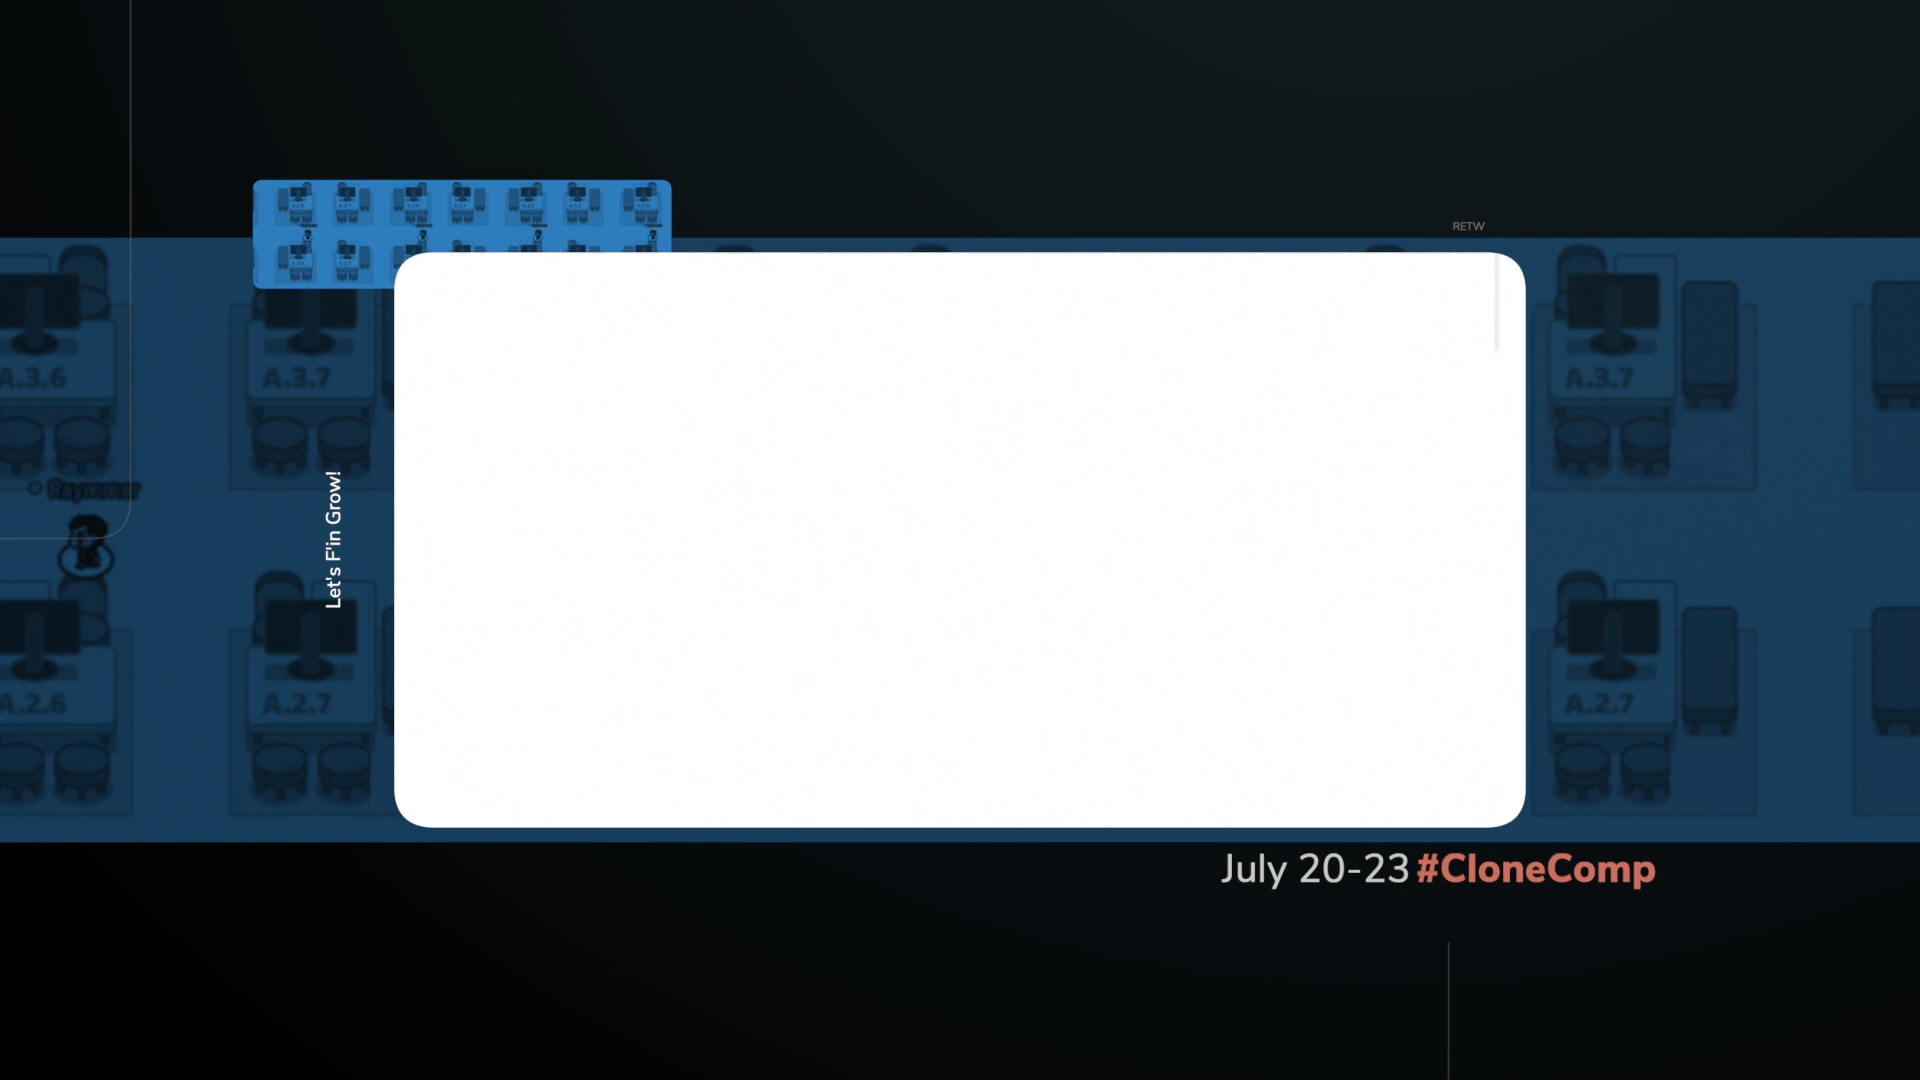 RETW
A.3.6
A.3.7
A.3.7
Raymmar
Let's F'in Grow!
A.2.6
A.2.7
A.2.7
July 20-23 #CloneComp